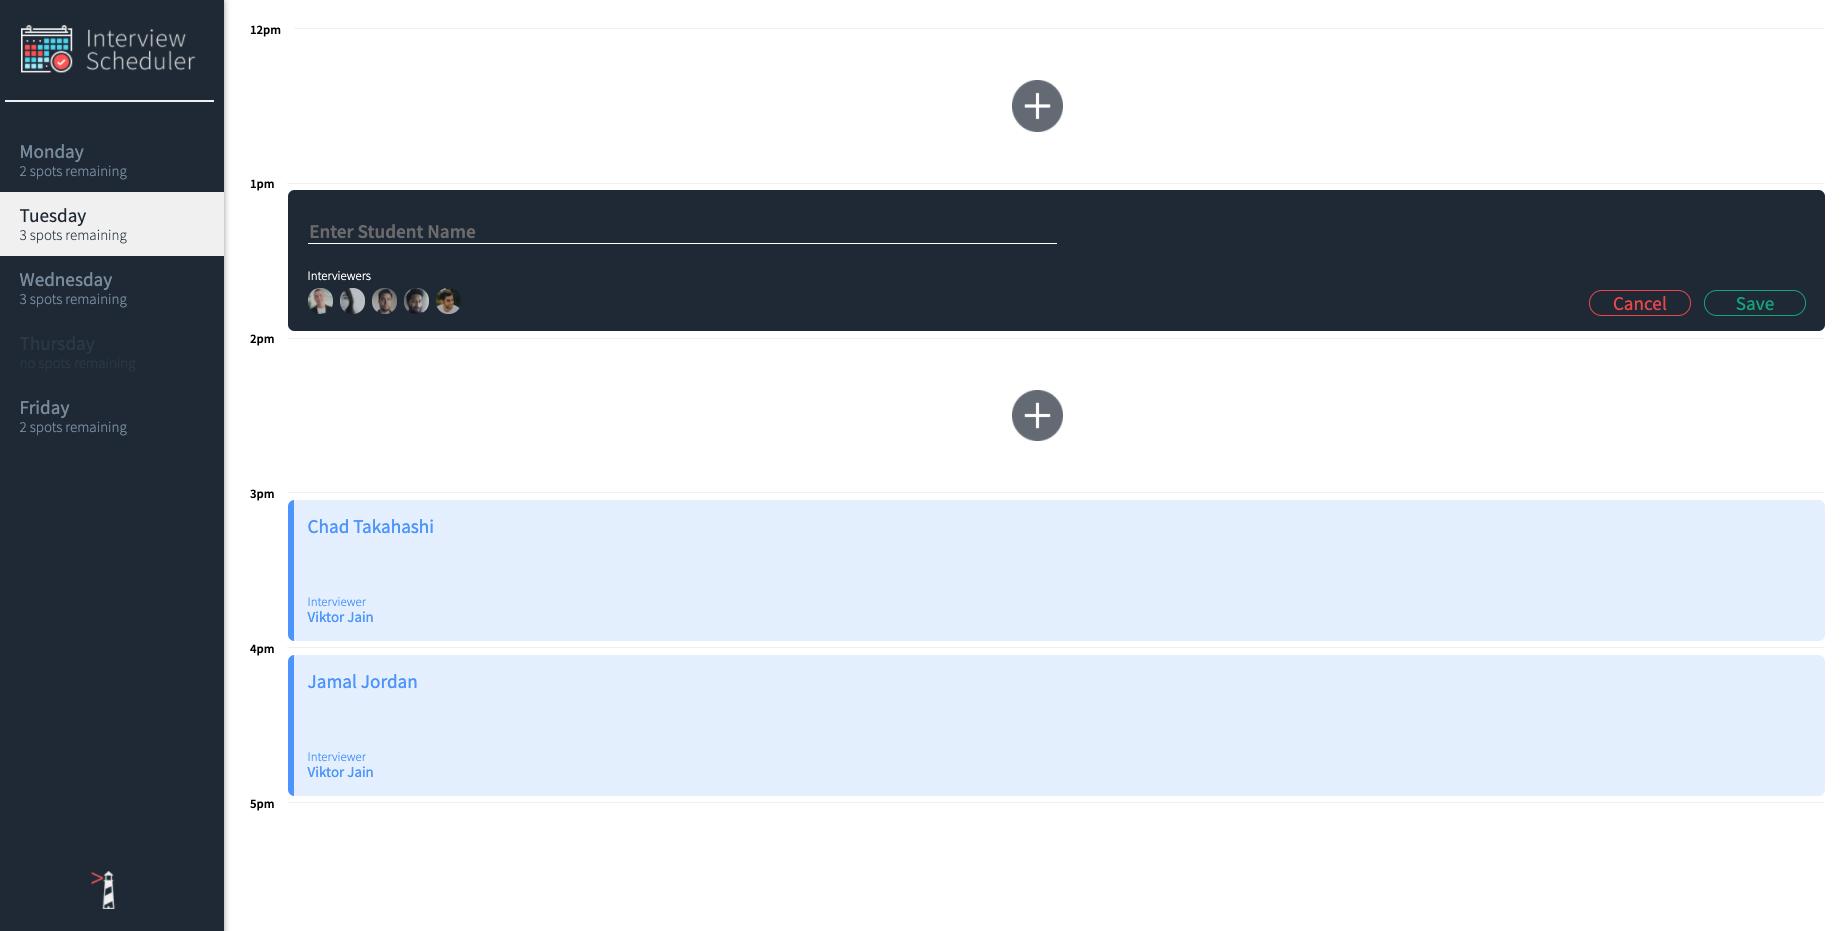 Interview
Scheduler
Monday
2 spots remaining
Tuesday
3 spots remaining
Wednesday
3 spots remaining
Thursday
no spots remaining
Friday
2 spots remaining
12pm
1pm
Enter Student Name
Interviewers
Cancel
Save
2pm
3pm
Chad Takahashi
Interviewer
Viktor Jain
4pm
Jamal Jordan
Interviewer
Viktor Jain
5pm